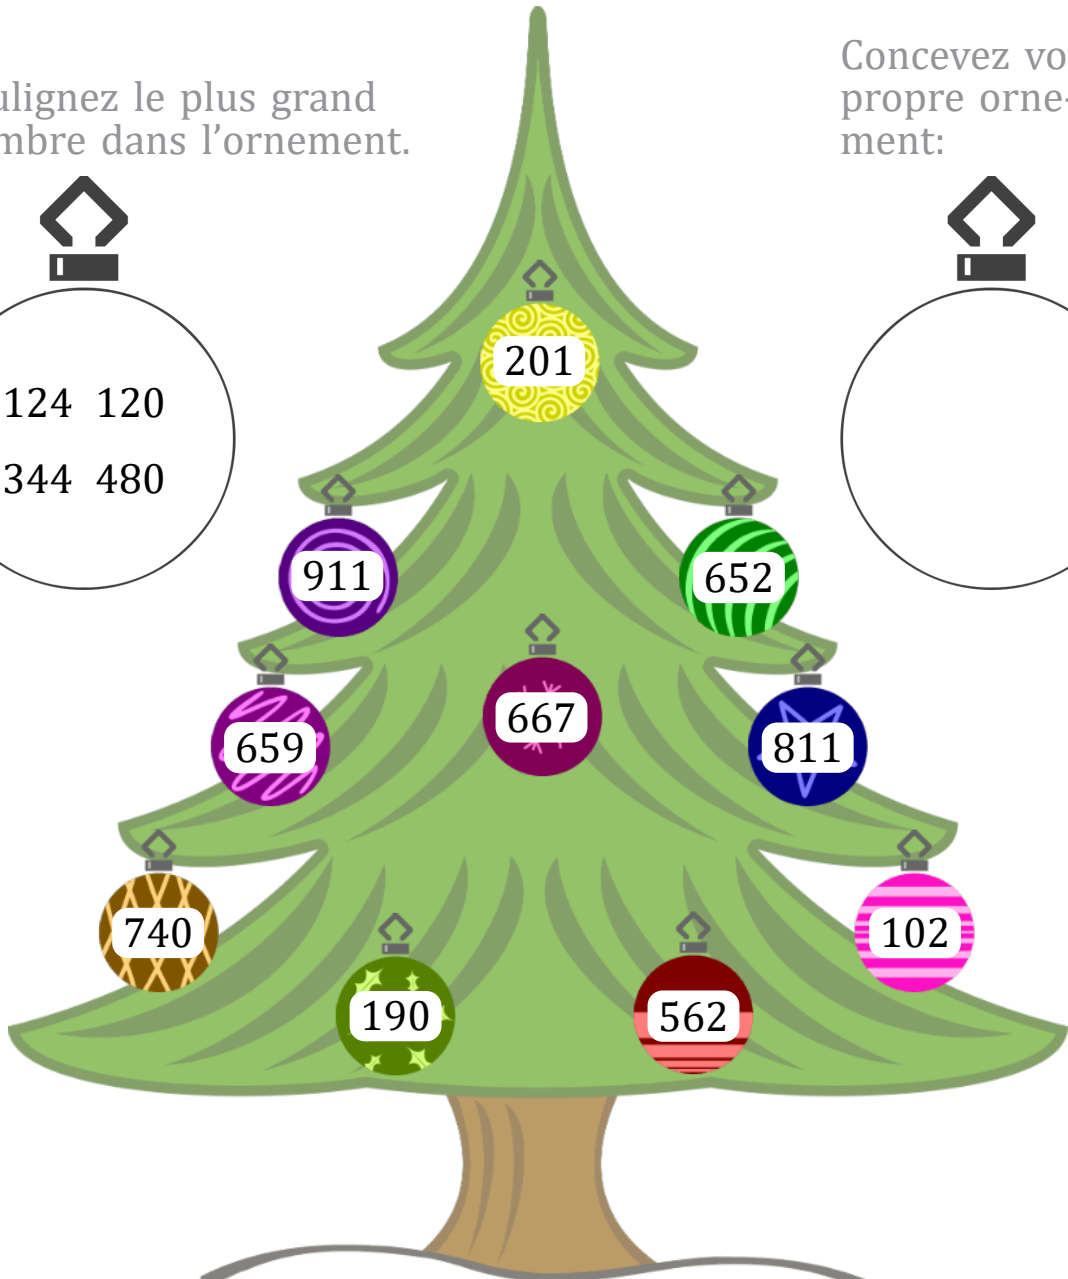 ulignez le plus grand
mbre dans l'ornement.
124 120
344 480
Concevez vo
propre orne-
ment:
201
911
652
659
667
811
740
102
190
562